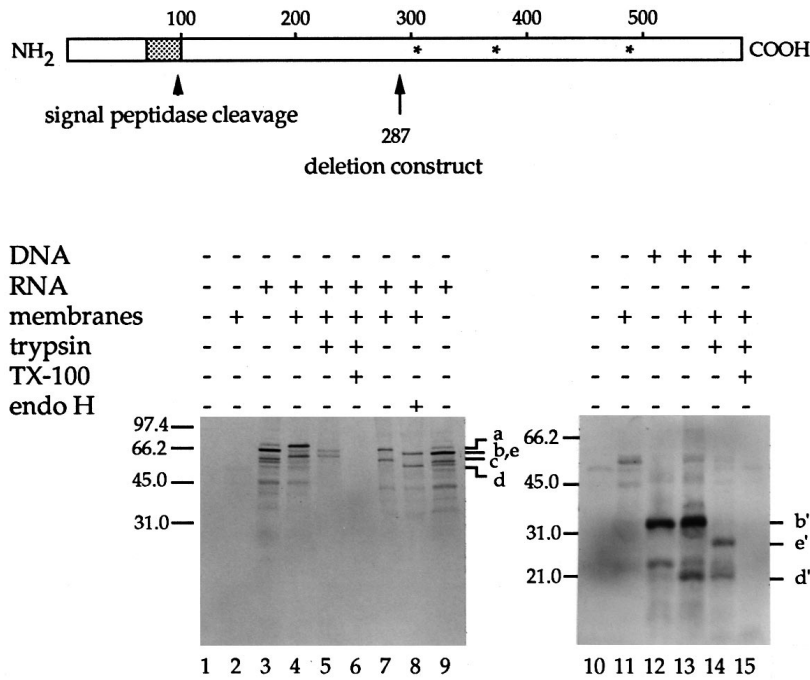 100 200 300 400 500
NH2 * * * COOH
signal peptidase cleavage
287
deletion construct
DNA - - - - - - - - - - - + + + +
RNA - - + + + + + + + - - - - - -
membranes - + - + + + + + - - + - + + +
trypsin - - - - + + - - - - - - - + +
TX-100 - - - - - + - - - - - - - - +
endo H - - - - - - - + - - - - - - -
97.4
66.2
45.0
31.0
a
b,e
c
d
66.2
45.0
31.0
21.0
b'
e'
d'
1 2 3 4 5 6 7 8 9 10 11 12 13 14 15